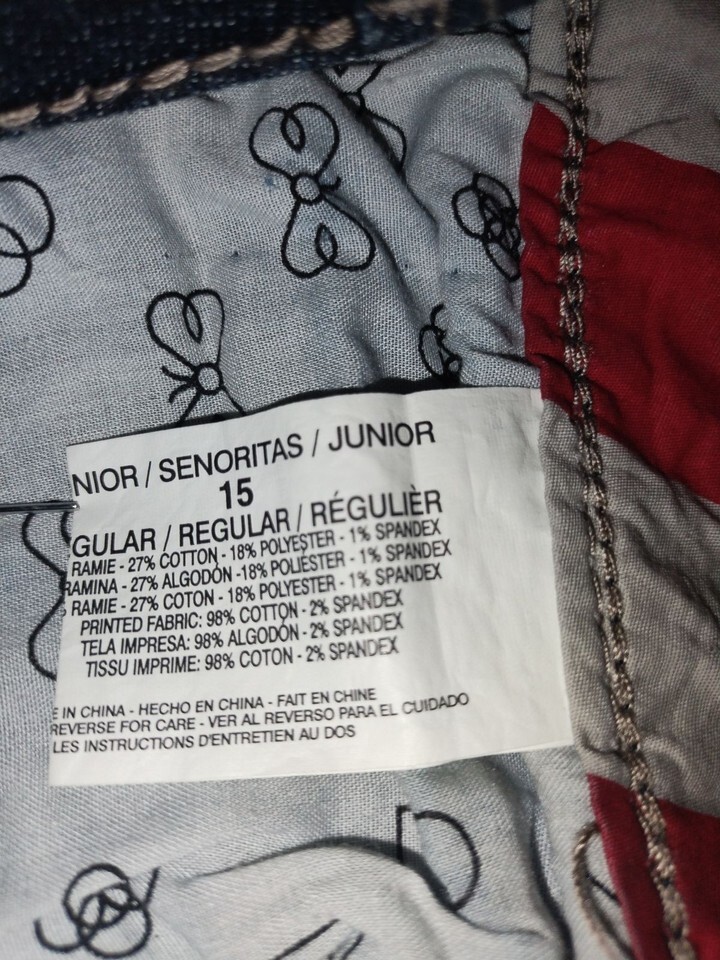 NIOR / SENORITAS / JUNIOR
15
GULAR / REGULAR / RÉGULIÈR
RAMIE - 27% COTTON - 18% POLYESTER - 1% SPANDEX
RAMINA - 27% ALGODÓN - 18% POLIÉSTER - 1% SPANDEX
RAMIE - 27% COTON - 18% POLYESTER - 1% SPANDEX
PRINTED FABRIC: 98% COTTON - 2% SPANDEX
TELA IMPRESA: 98% ALGODÓN - 2% SPANDEX
TISSU IMPRIME: 98% COTON - 2% SPANDEX
E IN CHINA - HECHO EN CHINA - FAIT EN CHINE
REVERSE FOR CARE - VER AL REVERSO PARA EL CUIDADO
LES INSTRUCTIONS D'ENTRETIEN AU DOS